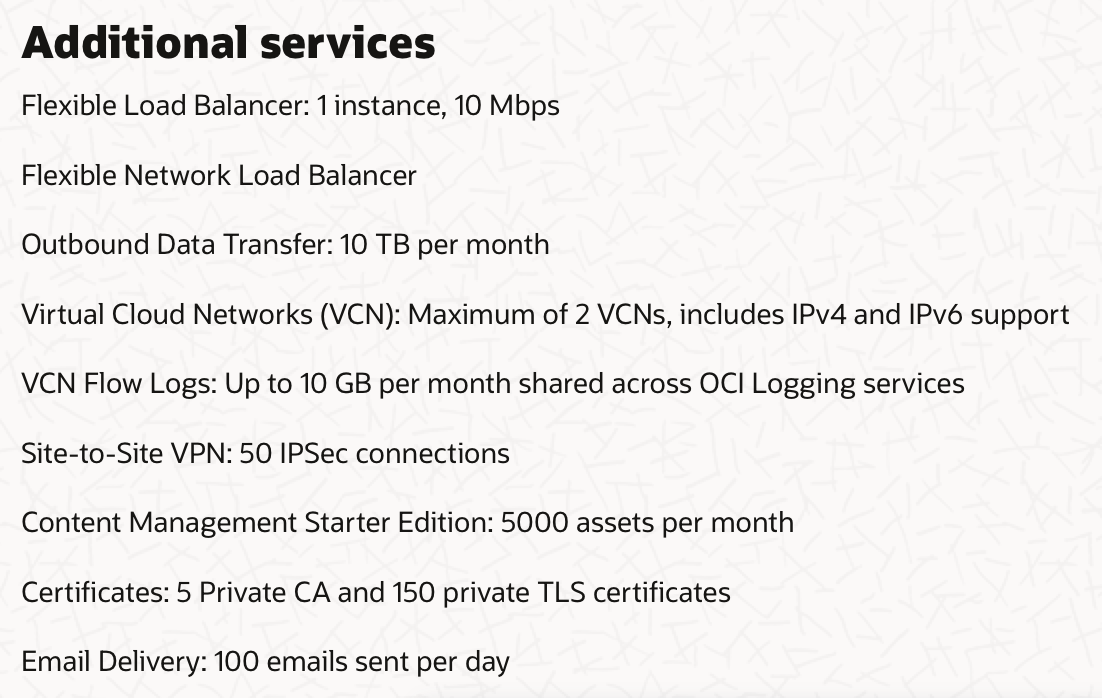 Additional services
Flexible Load Balancer: 1 instance, 10 Mbps
Flexible Network Load Balancer
Outbound Data Transfer: 10 TB per month
Virtual Cloud Networks (VCN): Maximum of 2 VCNs, includes IPv4 and IPv6 support
VCN Flow Logs: Up to 10 GB per month shared across OCI Logging services
Site-to-Site VPN: 50 IPSec connections
Content Management Starter Edition: 5000 assets per month
Certificates: 5 Private CA and 150 private TLS certificates
Email Delivery: 100 emails sent per day